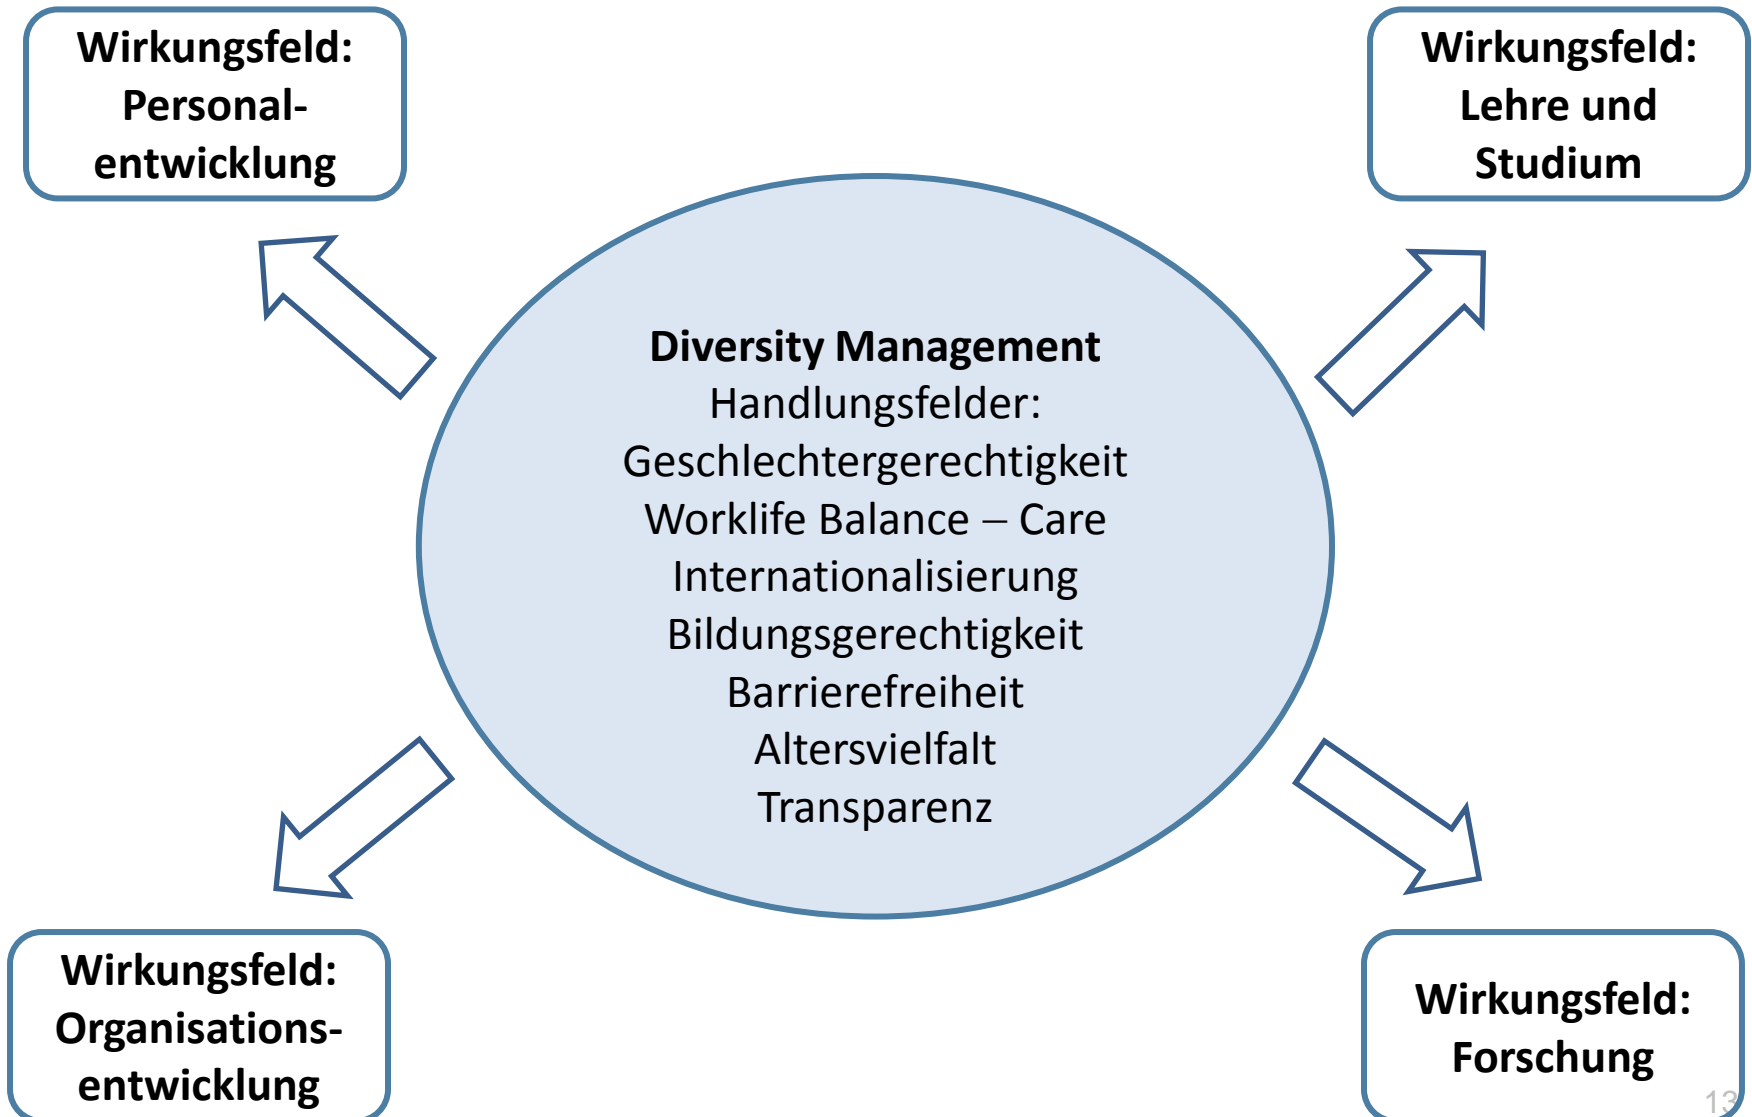 Wirkungsfeld:
Personal-
entwicklung
Wirkungsfeld:
Lehre und
Studium
Diversity Management
Handlungsfelder:
Geschlechtergerechtigkeit
Worklife Balance – Care
Internationalisierung
Bildungsgerechtigkeit
Barrierefreiheit
Altersvielfalt
Transparenz
Wirkungsfeld:
Organisations-
entwicklung
Wirkungsfeld:
Forschung
13